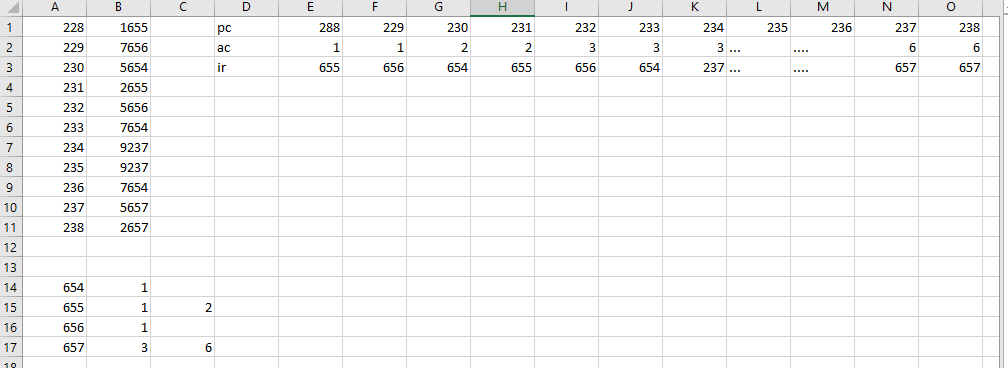 A B C D E F G H I J K L M N O
1 228 1655 pc 288 229 230 231 232 233 234 235 236 237 238
2 229 7656 ac 1 1 2 2 3 3 3 ... .... 6 6
3 230 5654 ir 655 656 654 655 656 654 237 ... .... 657 657
4 231 2655
5 232 5656
6 233 7654
7 234 9237
8 235 9237
9 236 7654
10 237 5657
11 238 2657
12
13
14 654 1
15 655 1 2
16 656 1
17 657 3 6
18